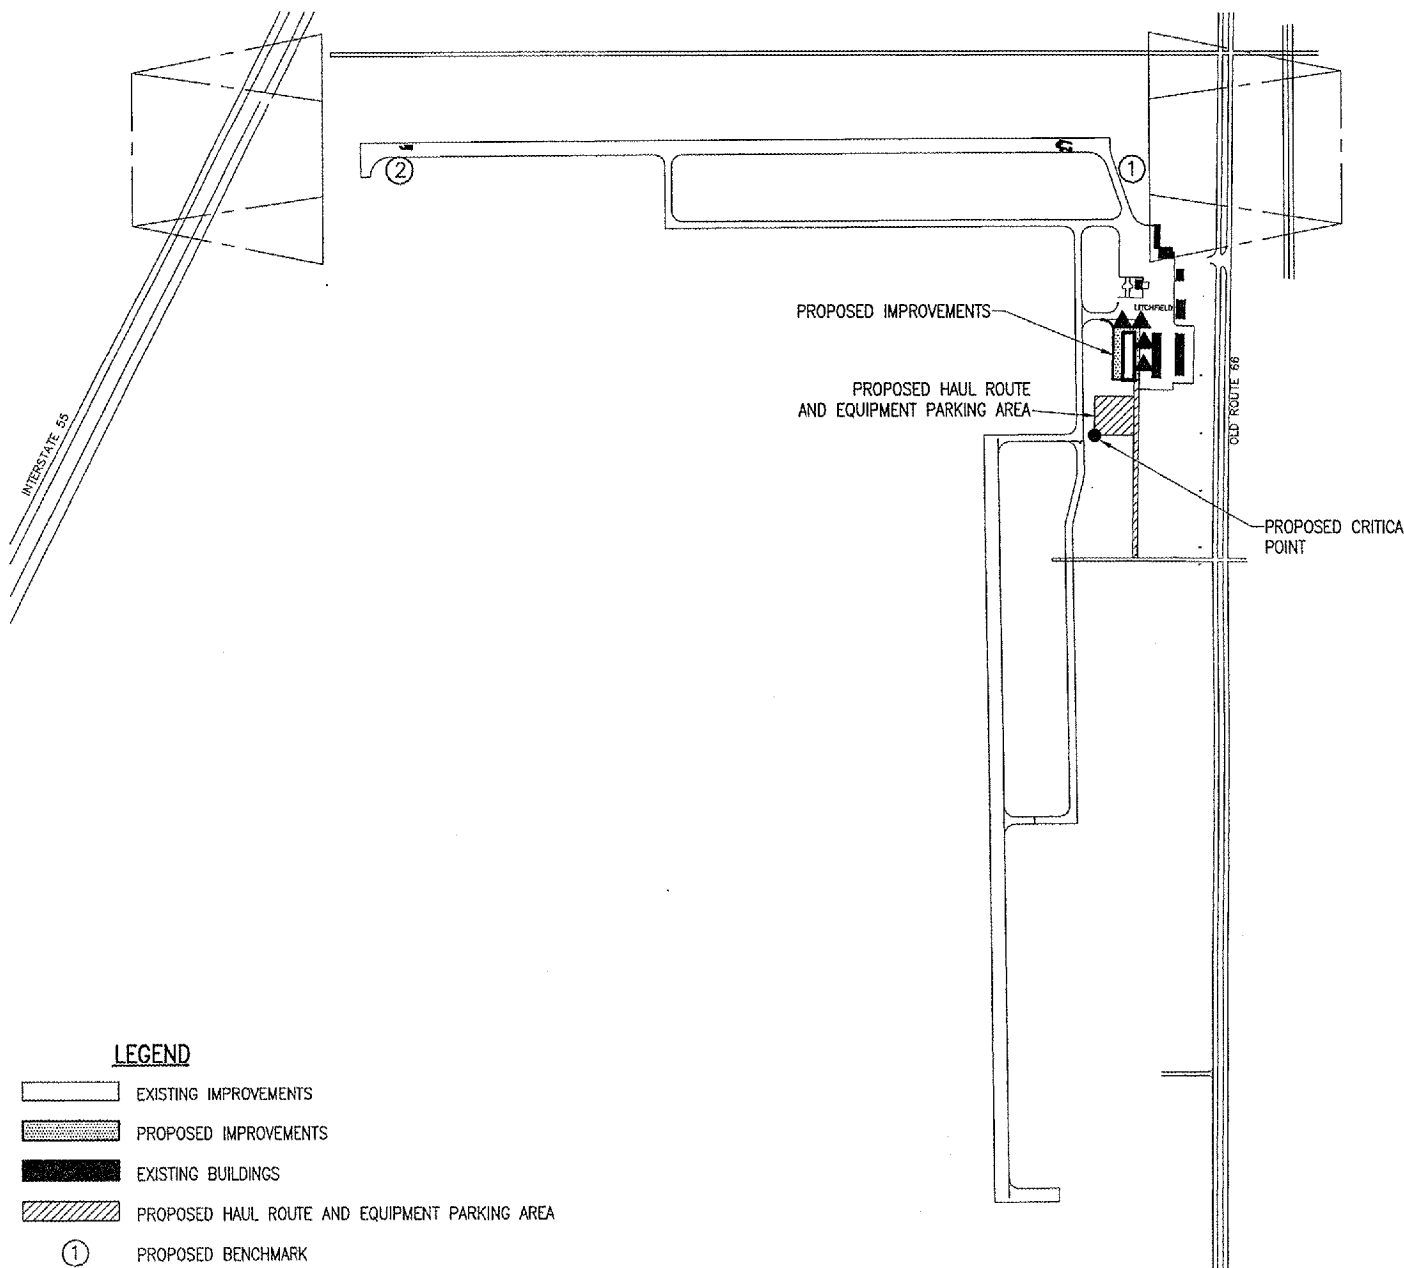 2
1
PROPOSED IMPROVEMENTS
LITCHFIELD
PROPOSED HAUL ROUTE
AND EQUIPMENT PARKING AREA
OLD ROUTE 66
INTERSTATE 55
PROPOSED CRITICA
POINT
LEGEND
EXISTING IMPROVEMENTS
PROPOSED IMPROVEMENTS
EXISTING BUILDINGS
PROPOSED HAUL ROUTE AND EQUIPMENT PARKING AREA
1 PROPOSED BENCHMARK